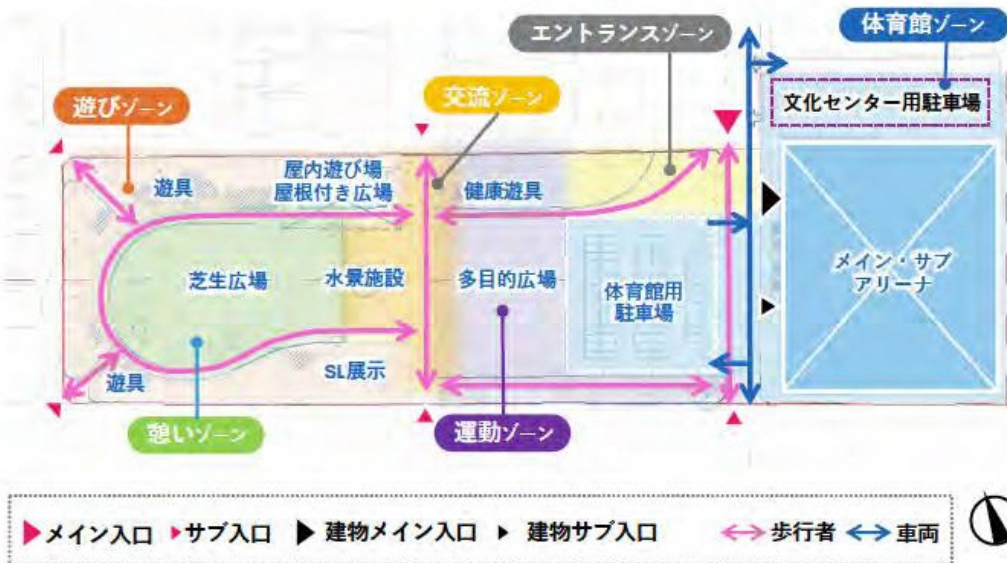 体育館ゾーン
エントランスゾーン
文化センター用駐車場
遊びゾーン
交流ゾーン
屋内遊び場
屋根付き広場
遊具
健康遊具
芝生広場
水景施設
多目的広場
体育館用
駐車場
メイン・サブ
アリーナ
SL展示
遊具
憩いゾーン
運動ゾーン
メイン入口 サブ入口 建物メイン入口 建物サブ入口 歩行者 車両